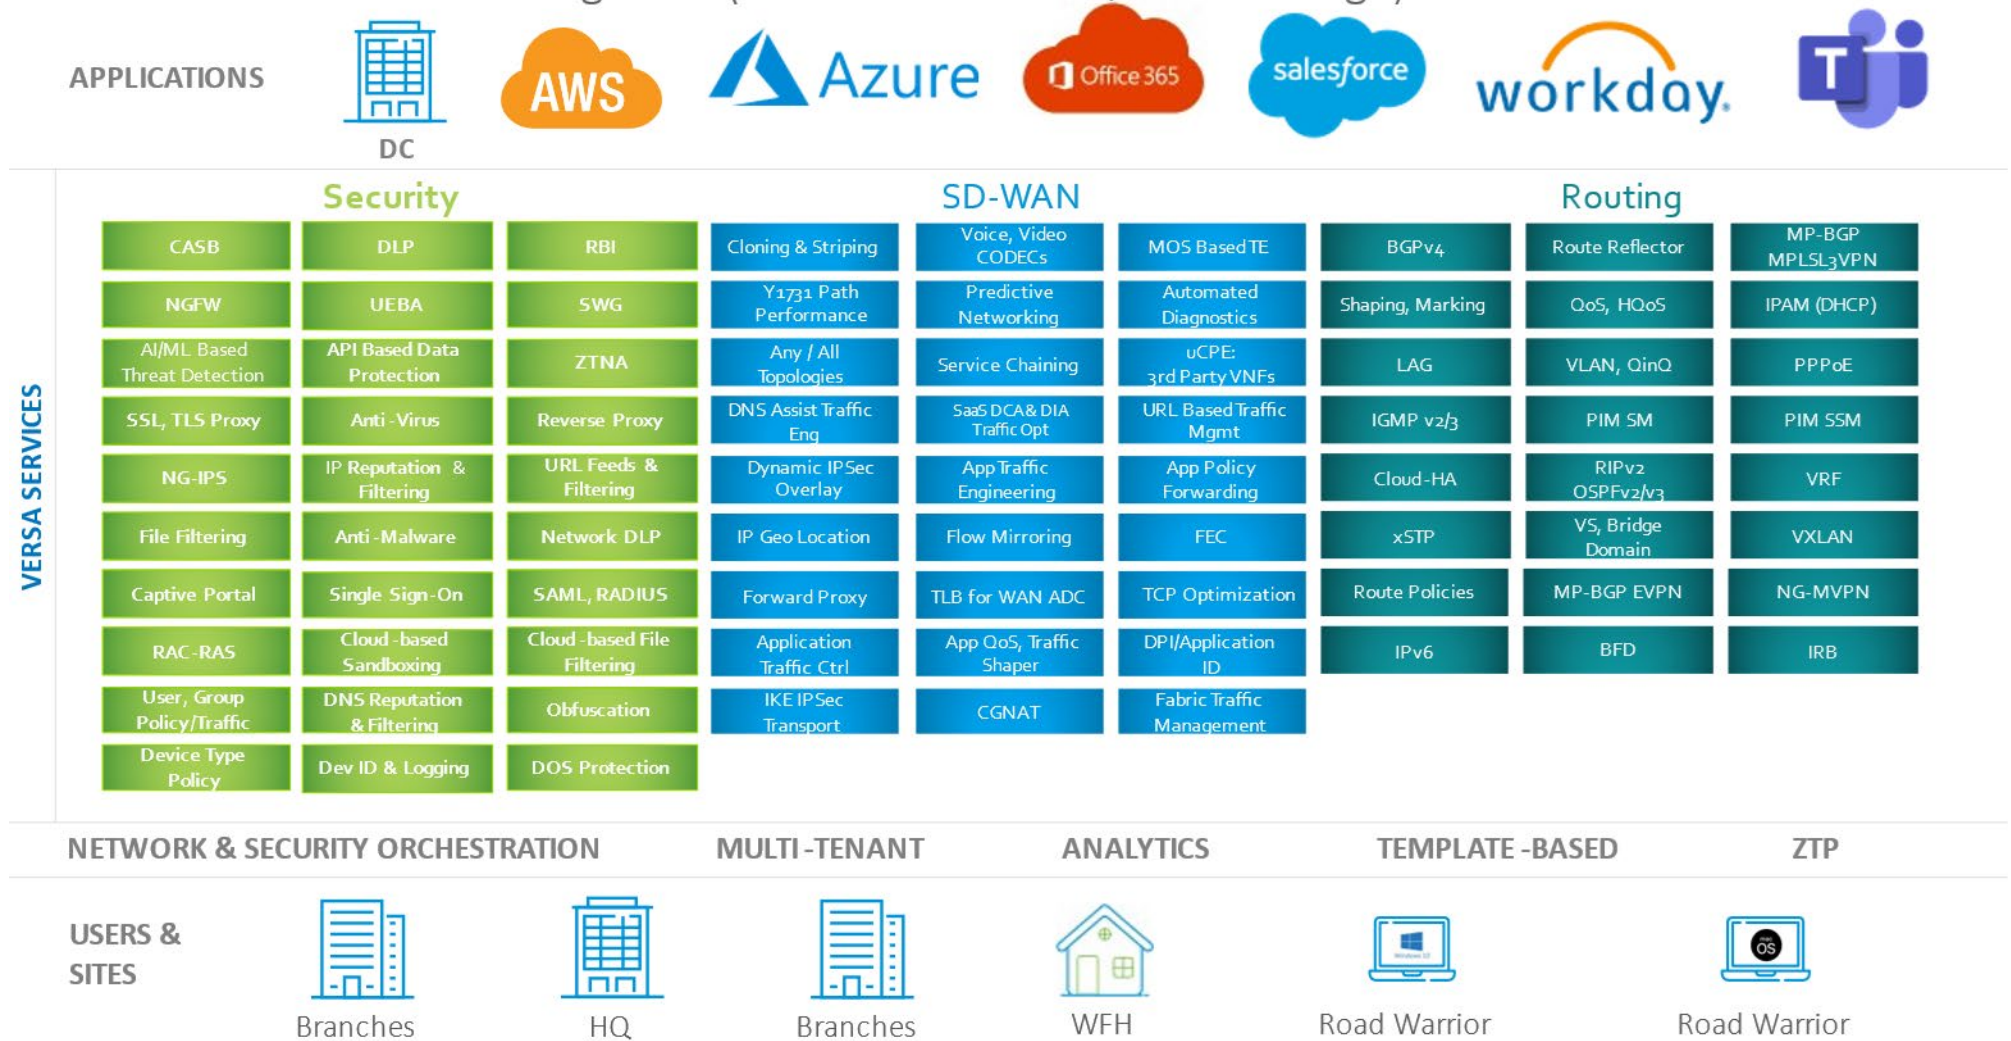 APPLICATIONS
DC
AWS
Azure
Office 365
salesforce
workday.
T
VERSA SERVICES
Security
SD-WAN
Routing
CASB
DLP
RBI
Cloning & Striping
Voice, Video
CODECs
MOS Based TE
BGPv4
Route Reflector
MP-BGP
MPLSL3VPN
NGFW
UEBA
SWG
Y1731 Path
Performance
Predictive
Networking
Automated
Diagnostics
Shaping, Marking
QoS, HQoS
IPAM (DHCP)
AI/ML Based
Threat Detection
API Based Data
Protection
ZTNA
Any / All
Topologies
Service Chaining
uCPE:
3rd Party VNFs
LAG
VLAN, QinQ
PPPoE
SSL, TLS Proxy
Anti-Virus
Reverse Proxy
DNS Assist Traffic
Eng
SaaS DCA & DIA
Traffic Opt
URL Based Traffic
Mgmt
IGMP v2/3
PIM SM
PIM SSM
NG-IPS
IP Reputation &
Filtering
URL Feeds &
Filtering
Dynamic IPSec
Overlay
App Traffic
Engineering
App Policy
Forwarding
Cloud-HA
RIPv2
OSPFv2/v3
VRF
File Filtering
Anti-Malware
Network DLP
IP Geo Location
Flow Mirroring
FEC
xSTP
VS, Bridge
Domain
VXLAN
Captive Portal
Single Sign-On
SAML, RADIUS
Forward Proxy
TLB for WAN ADC
TCP Optimization
Route Policies
MP-BGP EVPN
NG-MVPN
RAC-RAS
Cloud-based
Sandboxing
Cloud-based File
Filtering
Application
Traffic Ctrl
App QoS, Traffic
Shaper
DPI/Application
ID
IPv6
BFD
IRB
User, Group
Policy/Traffic
DNS Reputation
& Filtering
Obfuscation
IKE IPSec
Transport
CGNAT
Fabric Traffic
Management
Device Type
Policy
Dev ID & Logging
DOS Protection
NETWORK & SECURITY ORCHESTRATION
MULTI-TENANT
ANALYTICS
TEMPLATE-BASED
ZTP
USERS &
SITES
Branches
HQ
Branches
WFH
Windows 10
Road Warrior
mac
OS
Road Warrior